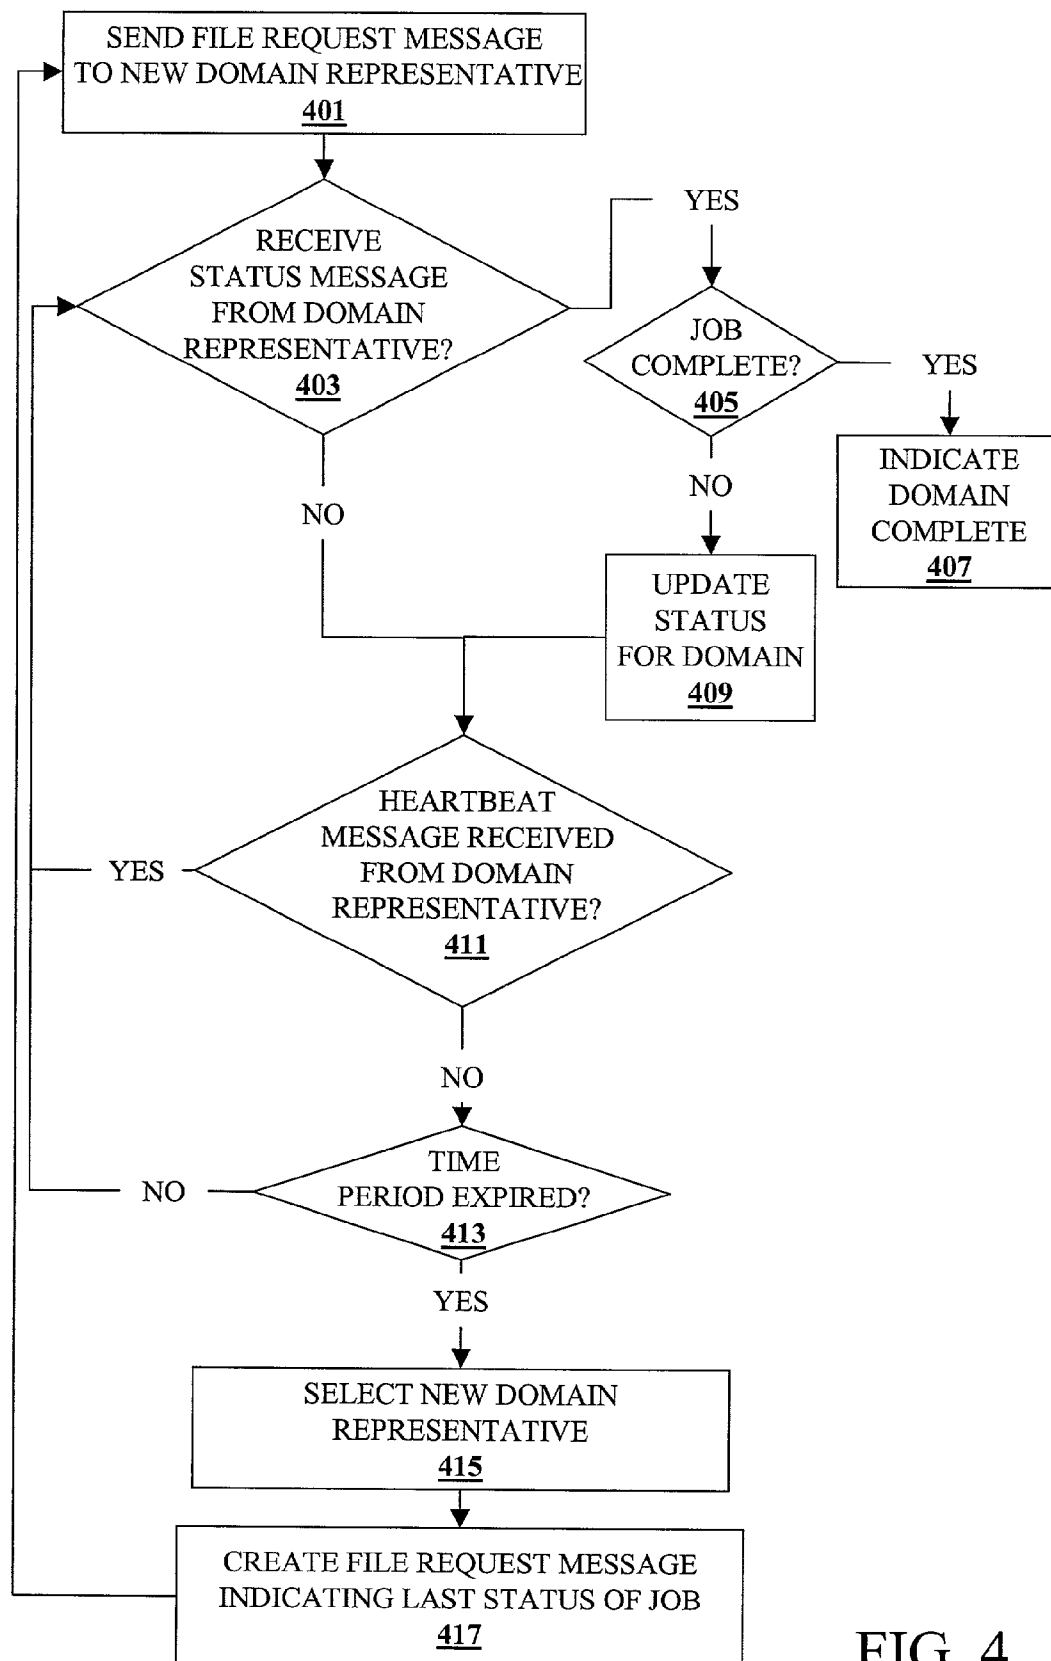 SEND FILE REQUEST MESSAGE
TO NEW DOMAIN REPRESENTATIVE
401
RECEIVE
STATUS MESSAGE
FROM DOMAIN
REPRESENTATIVE?
403
YES
JOB
COMPLETE?
405
YES
INDICATE
DOMAIN
COMPLETE
407
NO
NO
UPDATE
STATUS
FOR DOMAIN
409
HEARTBEAT
MESSAGE RECEIVED
FROM DOMAIN
REPRESENTATIVE?
411
YES
NO
TIME
PERIOD EXPIRED?
413
NO
YES
SELECT NEW DOMAIN
REPRESENTATIVE
415
CREATE FILE REQUEST MESSAGE
INDICATING LAST STATUS OF JOB
417
FIG. 4